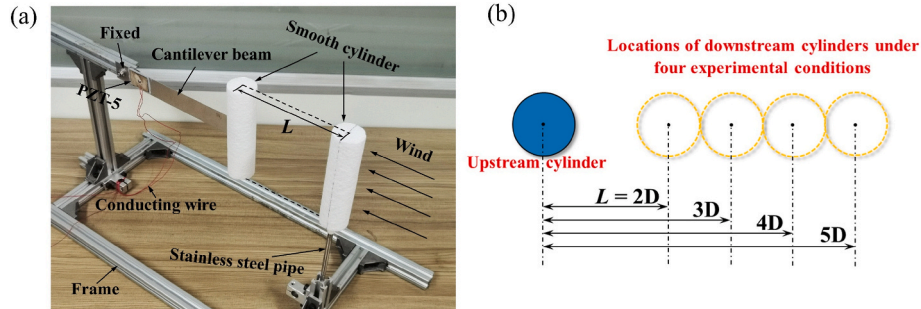 (a)
Fixed
Cantilever beam
Smooth cylinder
PZT-5
L
Wind
Conducting wire
Stainless steel pipe
Frame
(b)
Locations of downstream cylinders under
four experimental conditions
Upstream cylinder
L = 2D
3D
4D
5D